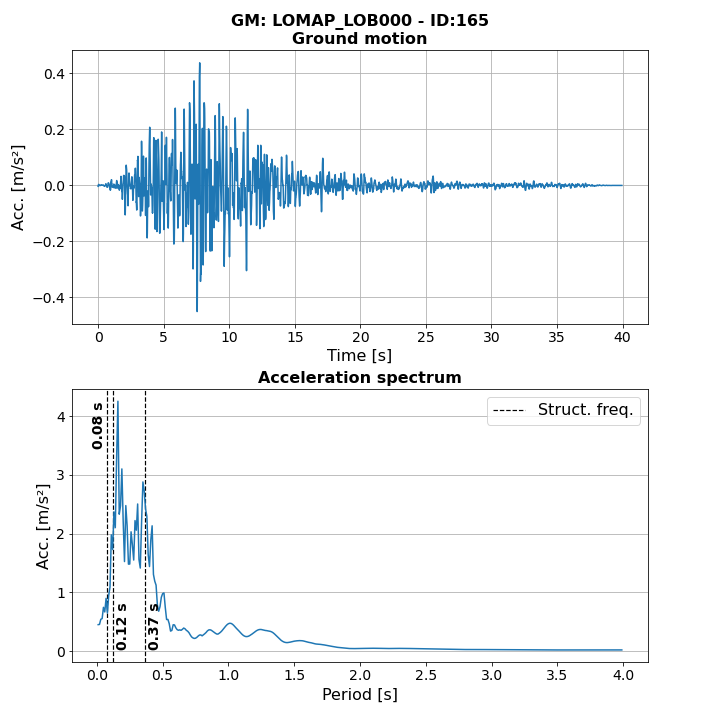 GM: LOMAP_LOB000 - ID:165
Ground motion
0.4
0.2
0.0
−0.2
−0.4
Acc. [m/s²]
0 5 10 15 20 25 30 35 40
Time [s]
Acceleration spectrum
4
3
2
1
0
Acc. [m/s²]
0.08 s
0.12 s
0.37 s
Struct. freq.
0.0 0.5 1.0 1.5 2.0 2.5 3.0 3.5 4.0
Period [s]